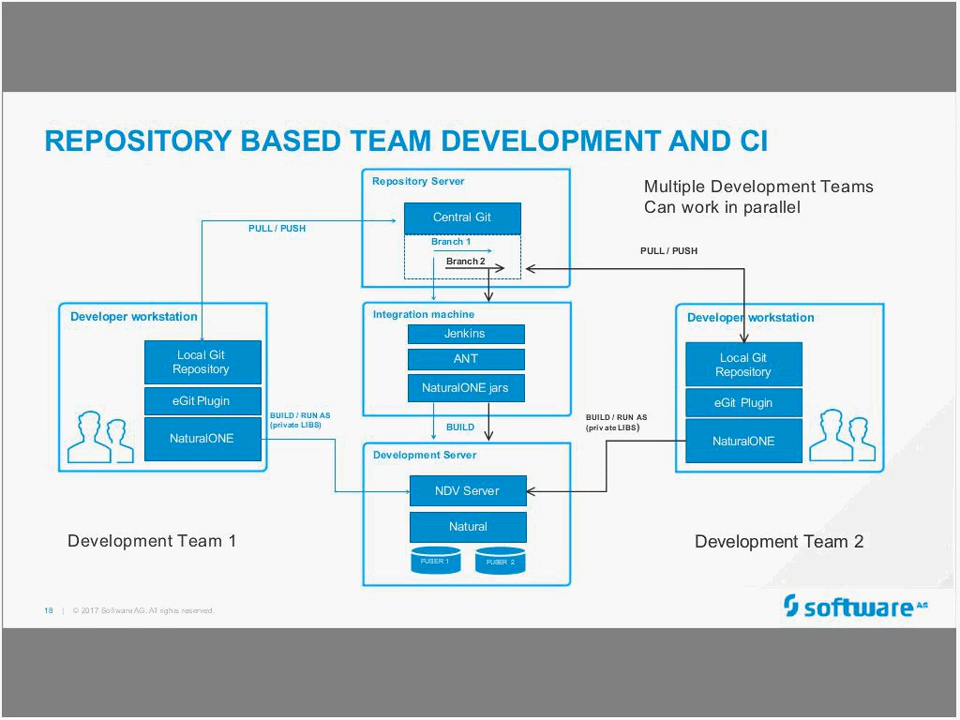 REPOSITORY BASED TEAM DEVELOPMENT AND CI
Repository Server
Multiple Development Teams
Can work in parallel
Central Git
PULL / PUSH
Branch 1
Branch 2
PULL / PUSH
Developer workstation
Local Git
Repository
eGit Plugin
NaturalONE
BUILD / RUN AS
(private LIBS)
Integration machine
Jenkins
ANT
NaturalONE jars
BUILD
Developer workstation
Local Git
Repository
eGit Plugin
NaturalONE
BUILD / RUN AS
(private LIBS)
Development Server
NDV Server
Natural
FUSER 1
FUSER 2
Development Team 1
Development Team 2
18 | © 2017 Software AG. All rights reserved.
software AG